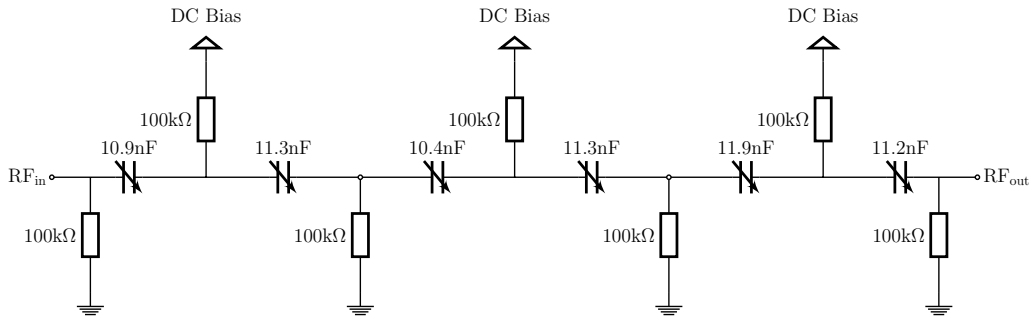 DC Bias
DC Bias
DC Bias
100kΩ
100kΩ
100kΩ
10.9nF
11.3nF
10.4nF
11.3nF
11.9nF
11.2nF
RFin
RFout
100kΩ
100kΩ
100kΩ
100kΩ